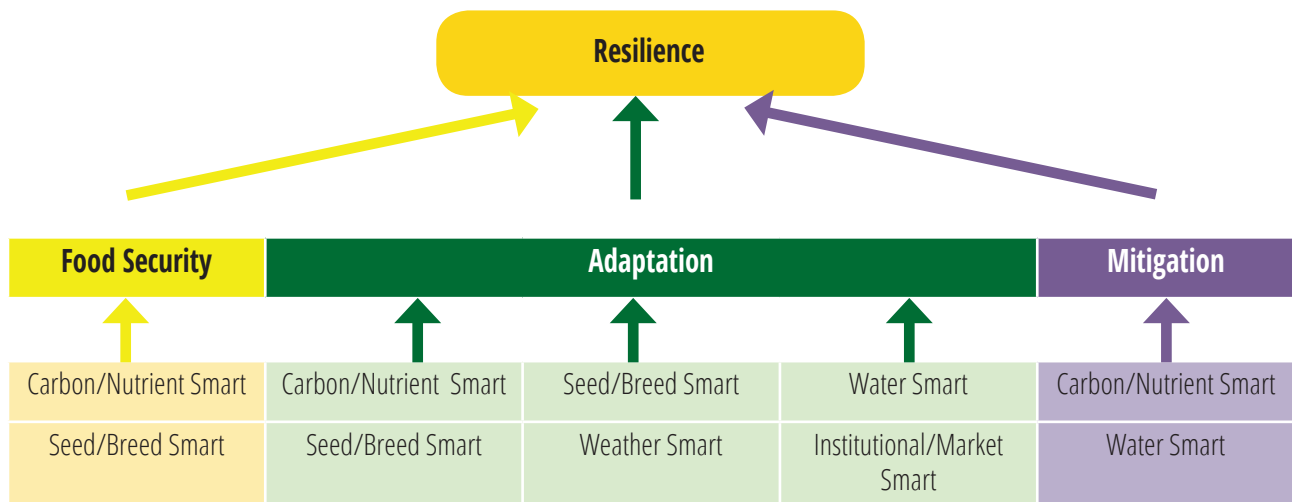 Resilience
Food Security
Adaptation
Mitigation
Carbon/Nutrient Smart
Carbon/Nutrient Smart
Seed/Breed Smart
Water Smart
Carbon/Nutrient Smart
Seed/Breed Smart
Seed/Breed Smart
Weather Smart
Institutional/Market
Smart
Water Smart